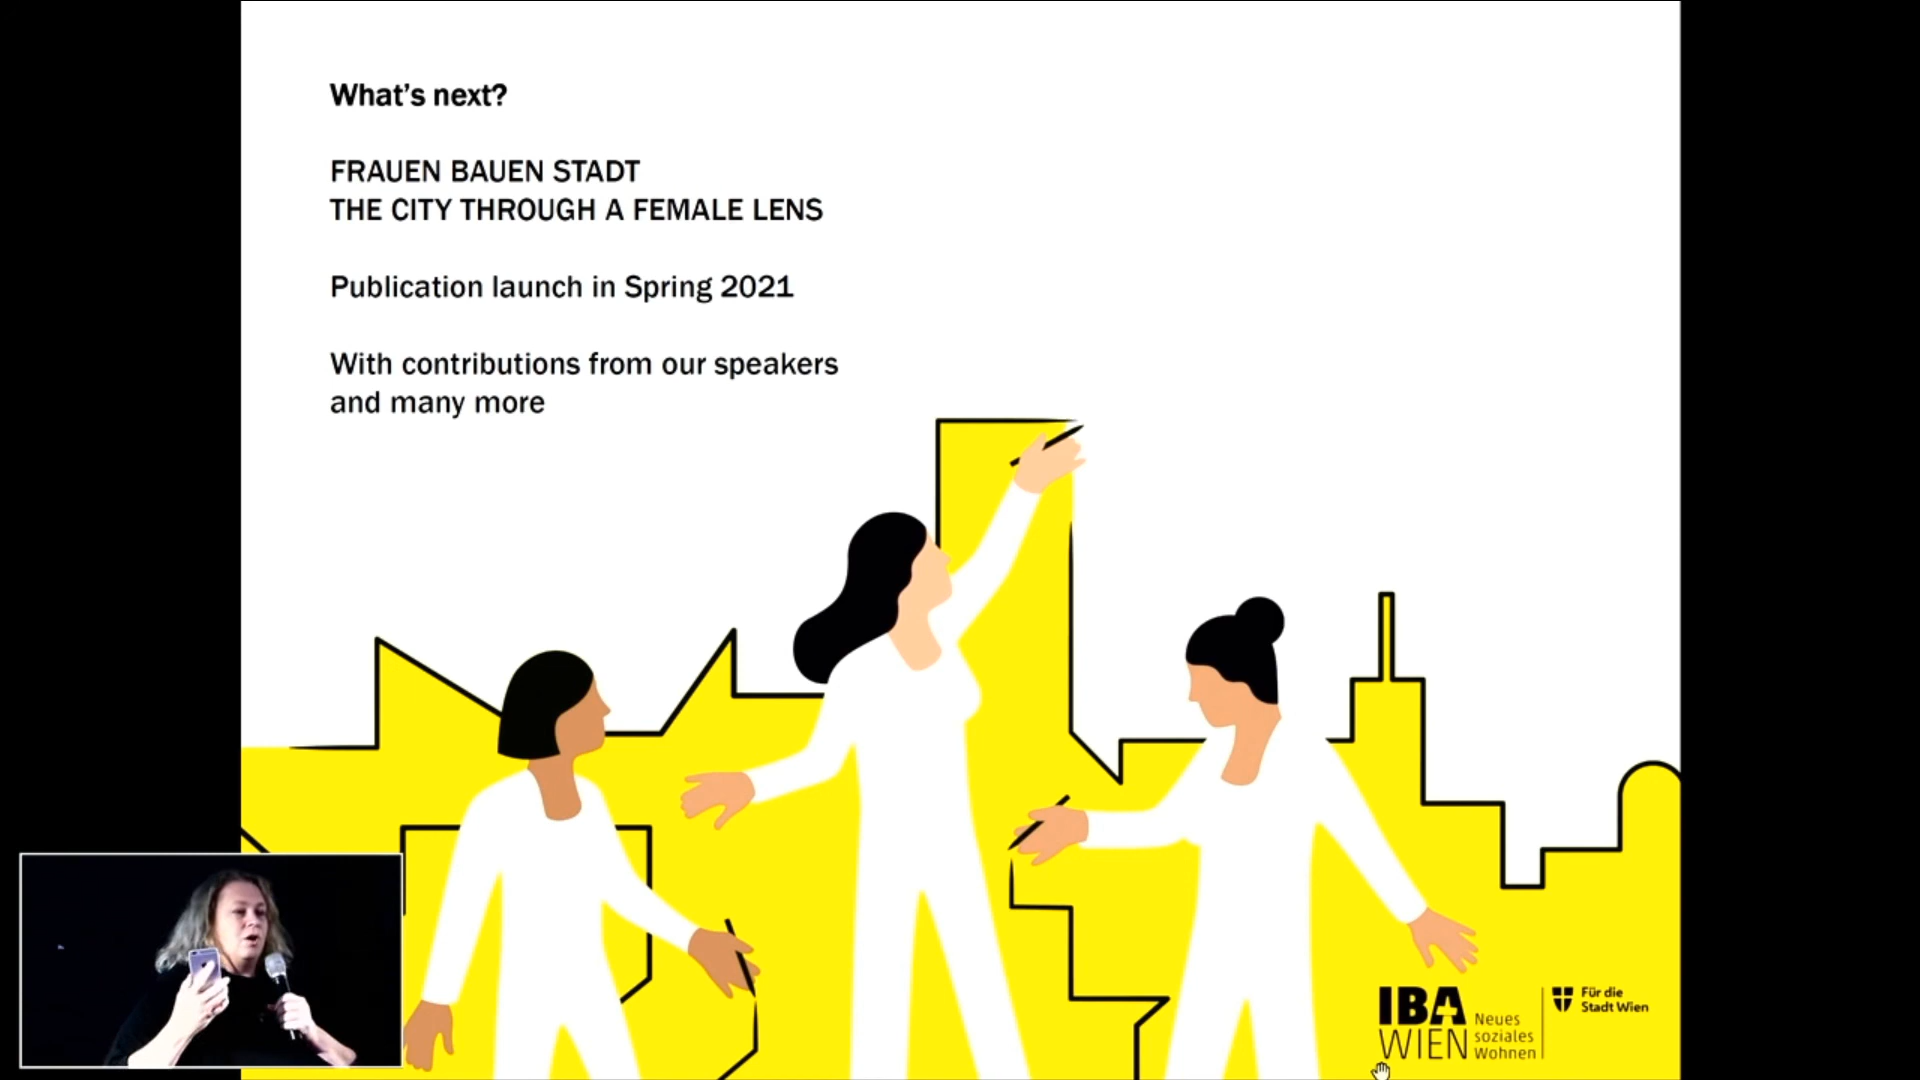 What's next?
FRAUEN BAUEN STADT
THE CITY THROUGH A FEMALE LENS
Publication launch in Spring 2021
With contributions from our speakers
and many more
IBA
WIEN
Neues
soziales
Wohnen
Für die
Stadt Wien